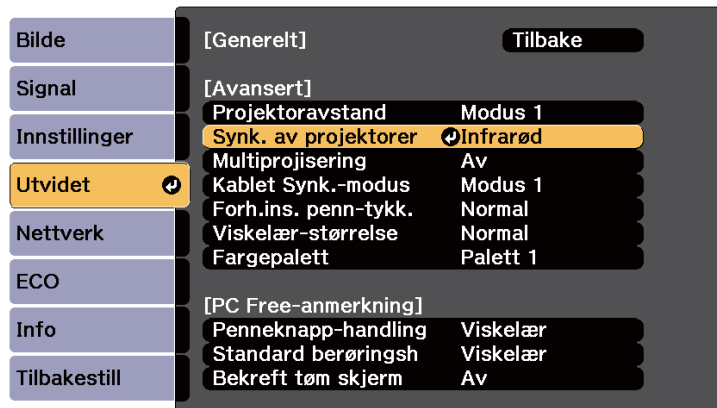 Bilde
Signal
Innstillinger
Utvidet
Nettverk
ECO
Info
Tilbakestill
[Generelt] Tilbake
[Avansert]
Projektoravstand Modus 1
Synk. av projektorer Infrarød
Multiprojisering Av
Kablet Synk.-modus Modus 1
Forh.ins. penn-tykk. Normal
Viskelær-størrelse Normal
Fargepalett Palett 1
[PC Free-anmerkning]
Penneknapp-handling Viskelær
Standard berøringsh Viskelær
Bekreft tøm skjerm Av